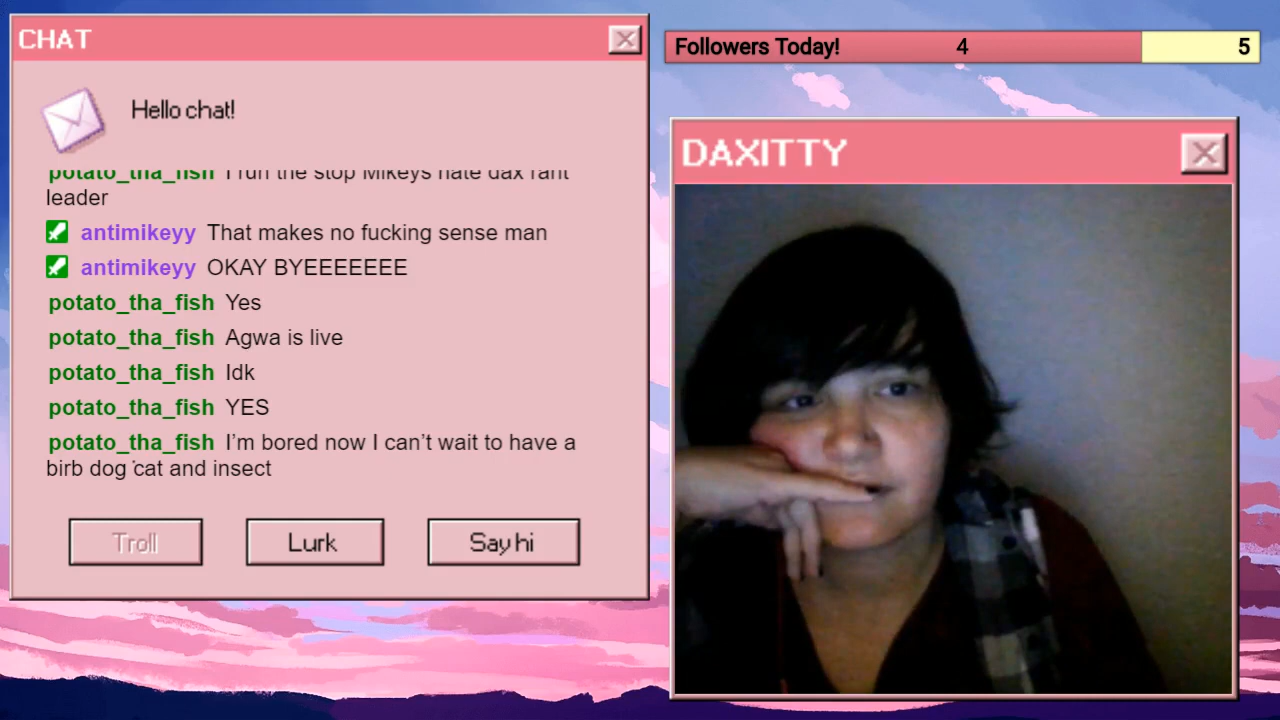 CHAT
Hello chat!
potato_tha_fish I run the stop Mikeys hate dax rant
leader
antimikeyy That makes no fucking sense man
antimikeyy OKAY BYEEEEEEE
potato_tha_fish Yes
potato_tha_fish Agwa is live
potato_tha_fish Idk
potato_tha_fish YES
potato_tha_fish I’m bored now I can’t wait to have a
birb dog cat and insect
Troll
Lurk
Say hi
Followers Today! 4 5
DAXITTY